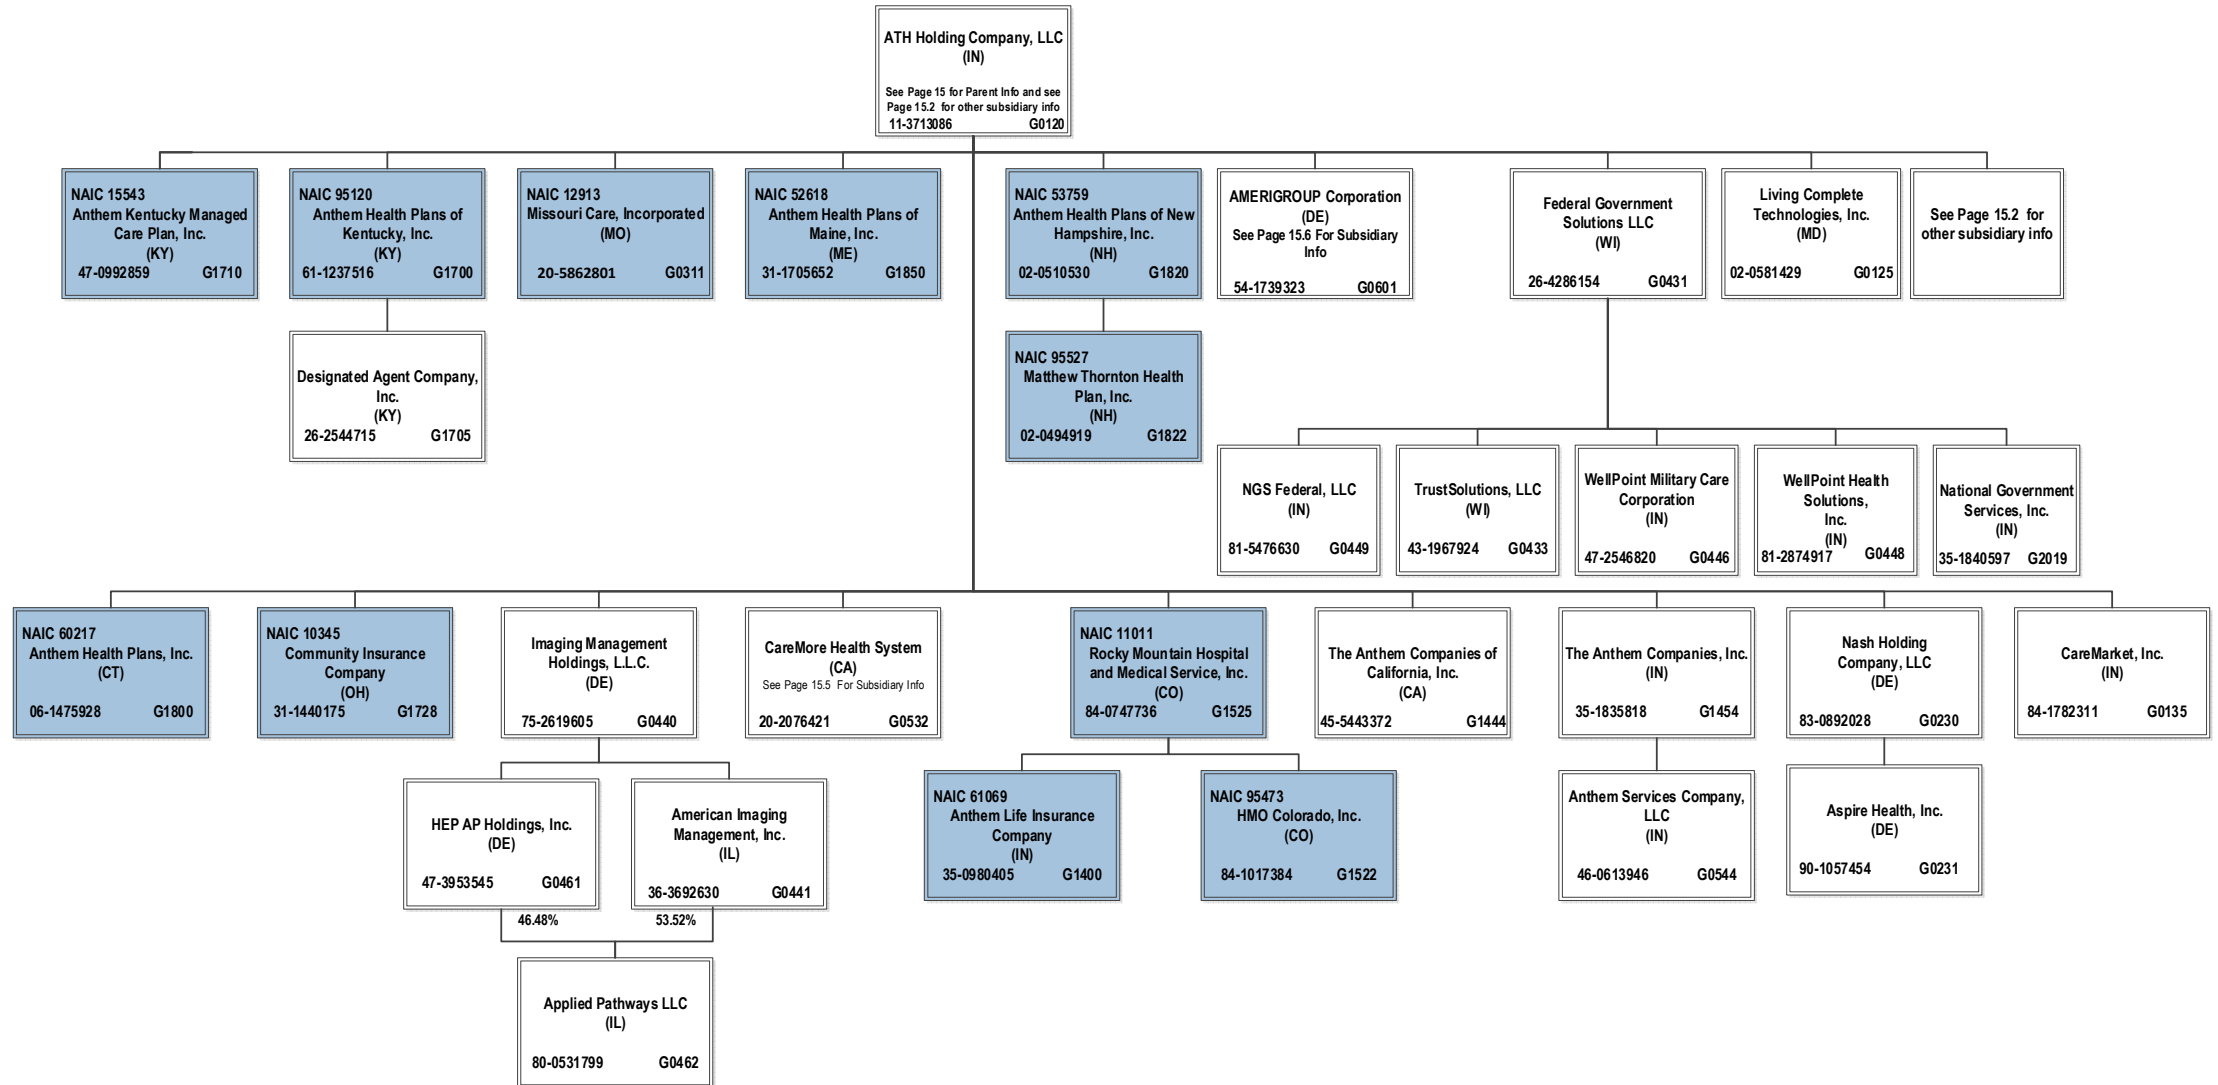 ATH Holding Company, LLC
(IN)
See Page 15 for Parent Info and see
Page 15.2 for other subsidiary info
11-3713086 G0120
NAIC 15543
Anthem Kentucky Managed
Care Plan, Inc.
(KY)
47-0992859 G1710
NAIC 95120
Anthem Health Plans of
Kentucky, Inc.
(KY)
61-1237516 G1700
NAIC 12913
Missouri Care, Incorporated
(MO)
20-5862801 G0311
NAIC 52618
Anthem Health Plans of
Maine, Inc.
(ME)
31-1705652 G1850
NAIC 53759
Anthem Health Plans of New
Hampshire, Inc.
(NH)
02-0510530 G1820
AMERIGROUP Corporation
(DE)
See Page 15.6 For Subsidiary
Info
54-1739323 G0601
Federal Government
Solutions LLC
(WI)
26-4286154 G0431
Living Complete
Technologies, Inc.
(MD)
02-0581429 G0125
See Page 15.2 for
other subsidiary info
Designated Agent Company,
Inc.
(KY)
26-2544715 G1705
NAIC 95527
Matthew Thornton Health
Plan, Inc.
(NH)
02-0494919 G1822
NGS Federal, LLC
(IN)
81-5476630 G0449
TrustSolutions, LLC
(WI)
43-1967924 G0433
WellPoint Military Care
Corporation
(IN)
47-2546820 G0446
WellPoint Health
Solutions,
Inc.
(IN)
81-2874917 G0448
National Government
Services, Inc.
(IN)
35-1840597 G2019
NAIC 60217
Anthem Health Plans, Inc.
(CT)
06-1475928 G1800
NAIC 10345
Community Insurance
Company
(OH)
31-1440175 G1728
Imaging Management
Holdings, L.L.C.
(DE)
75-2619605 G0440
CareMore Health System
(CA)
See Page 15.5 For Subsidiary Info
20-2076421 G0532
NAIC 11011
Rocky Mountain Hospital
and Medical Service, Inc.
(CO)
84-0747736 G1525
The Anthem Companies of
California, Inc.
(CA)
45-5443372 G1444
The Anthem Companies, Inc.
(IN)
35-1835818 G1454
Nash Holding
Company, LLC
(DE)
83-0892028 G0230
CareMarket, Inc.
(IN)
84-1782311 G0135
HEP AP Holdings, Inc.
(DE)
47-3953545 G0461
American Imaging
Management, Inc.
(IL)
36-3692630 G0441
NAIC 61069
Anthem Life Insurance
Company
(IN)
35-0980405 G1400
NAIC 95473
HMO Colorado, Inc.
(CO)
84-1017384 G1522
Anthem Services Company,
LLC
(IN)
46-0613946 G0544
Aspire Health, Inc.
(DE)
90-1057454 G0231
46.48% 53.52%
Applied Pathways LLC
(IL)
80-0531799 G0462